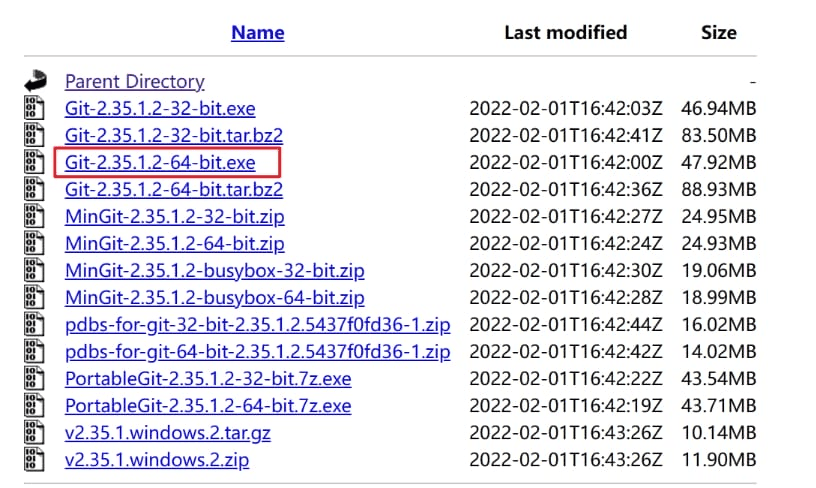 Name Last modified Size
Parent Directory -
Git-2.35.1.2-32-bit.exe 2022-02-01T16:42:03Z 46.94MB
Git-2.35.1.2-32-bit.tar.bz2 2022-02-01T16:42:41Z 83.50MB
Git-2.35.1.2-64-bit.exe 2022-02-01T16:42:00Z 47.92MB
Git-2.35.1.2-64-bit.tar.bz2 2022-02-01T16:42:36Z 88.93MB
MinGit-2.35.1.2-32-bit.zip 2022-02-01T16:42:27Z 24.95MB
MinGit-2.35.1.2-64-bit.zip 2022-02-01T16:42:24Z 24.93MB
MinGit-2.35.1.2-busybox-32-bit.zip 2022-02-01T16:42:30Z 19.06MB
MinGit-2.35.1.2-busybox-64-bit.zip 2022-02-01T16:42:28Z 18.99MB
pdbs-for-git-32-bit-2.35.1.2.5437f0fd36-1.zip 2022-02-01T16:42:44Z 16.02MB
pdbs-for-git-64-bit-2.35.1.2.5437f0fd36-1.zip 2022-02-01T16:42:42Z 14.02MB
PortableGit-2.35.1.2-32-bit.7z.exe 2022-02-01T16:42:22Z 43.54MB
PortableGit-2.35.1.2-64-bit.7z.exe 2022-02-01T16:42:19Z 43.71MB
v2.35.1.windows.2.tar.gz 2022-02-01T16:43:26Z 10.14MB
v2.35.1.windows.2.zip 2022-02-01T16:43:26Z 11.90MB